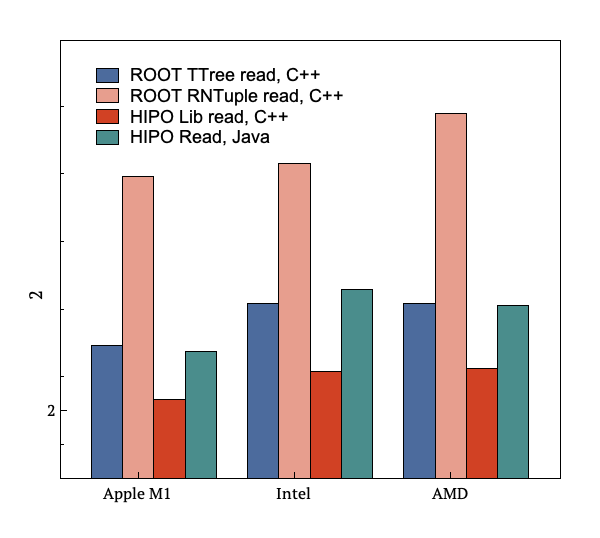 ROOT TTree read, C++
ROOT RNTuple read, C++
HIPO Lib read, C++
HIPO Read, Java
2
2
Apple M1 Intel AMD